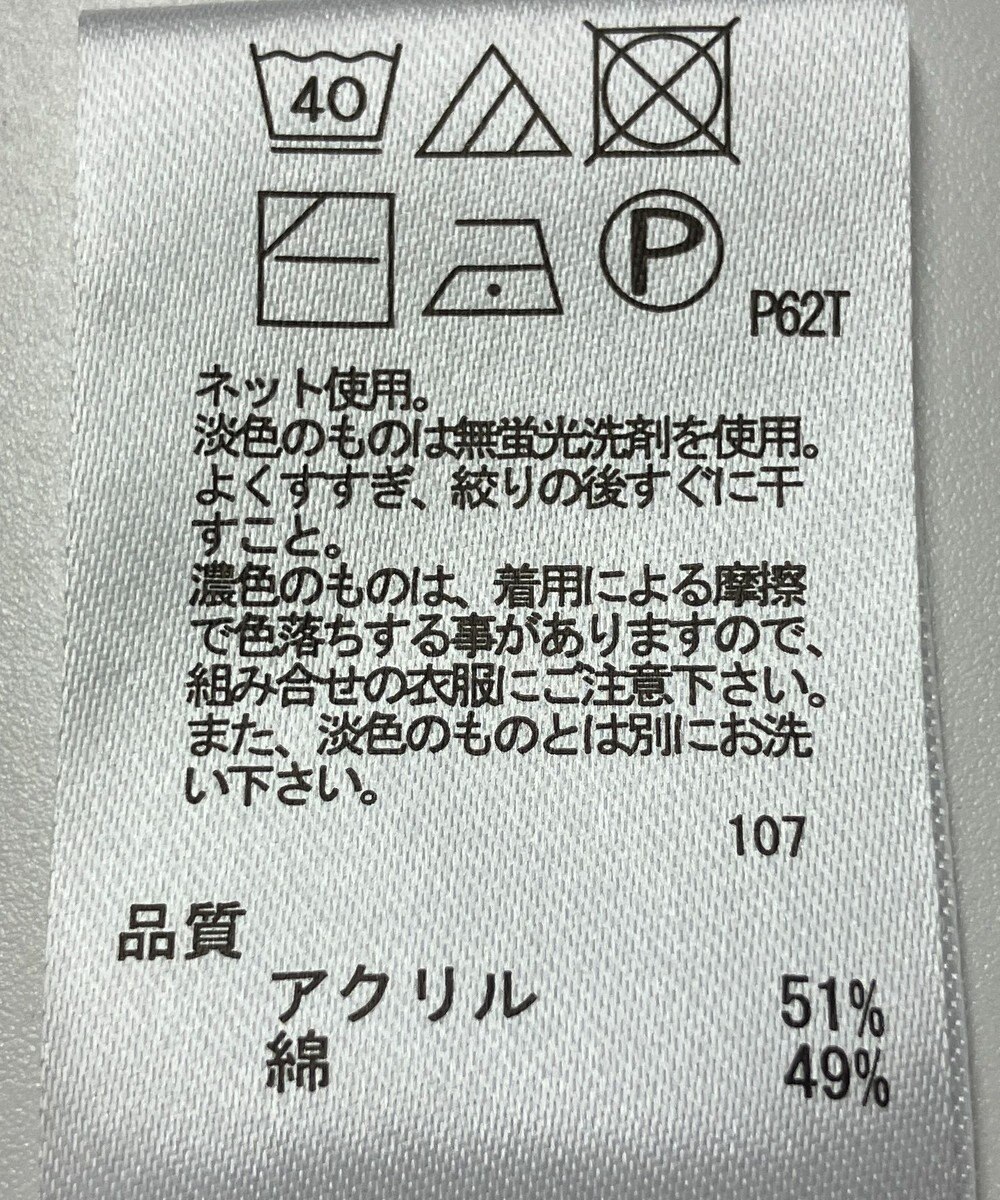 40
P
P62T
ネット使用。
淡色のものは無蛍光洗剤を使用。
よくすすぎ、絞りの後すぐに干
すこと。
濃色のものは、着用による摩擦
で色落ちする事がありますので、
組み合せの衣服にご注意下さい。
また、淡色のものとは別にお洗
い下さい。
107
品質
アクリル 51%
綿 49%